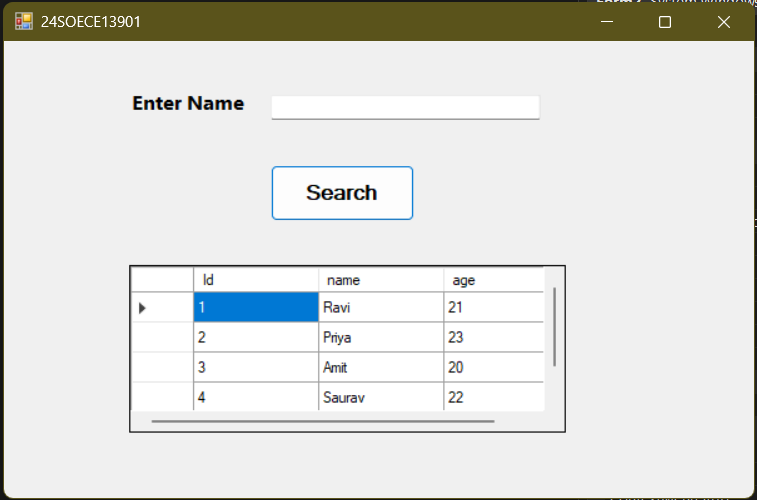 24SOECE13901
Enter Name
Search
Id name age
1 Ravi 21
2 Priya 23
3 Amit 20
4 Saurav 22